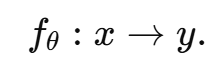 f_θ : x → y.